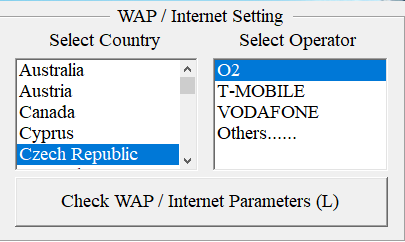 WAP / Internet Setting
Select Country
Select Operator
Australia
Austria
Canada
Cyprus
Czech Republic
O2
T-MOBILE
VODAFONE
Others......
Check WAP / Internet Parameters (L)